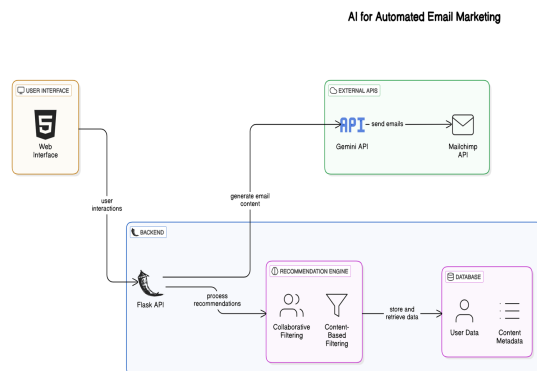 AI for Automated Email Marketing
USER INTERFACE
5
Web
Interface
EXTERNAL APIS
API
send emails
Gemini API
Mailchimp
API
user
interactions
generate email
content
BACKEND
Flask API
process
recommendations
RECOMMENDATION ENGINE
Collaborative
Filtering
Content-
Based
Filtering
store and
retrieve data
DATABASE
User Data
Content
Metadata